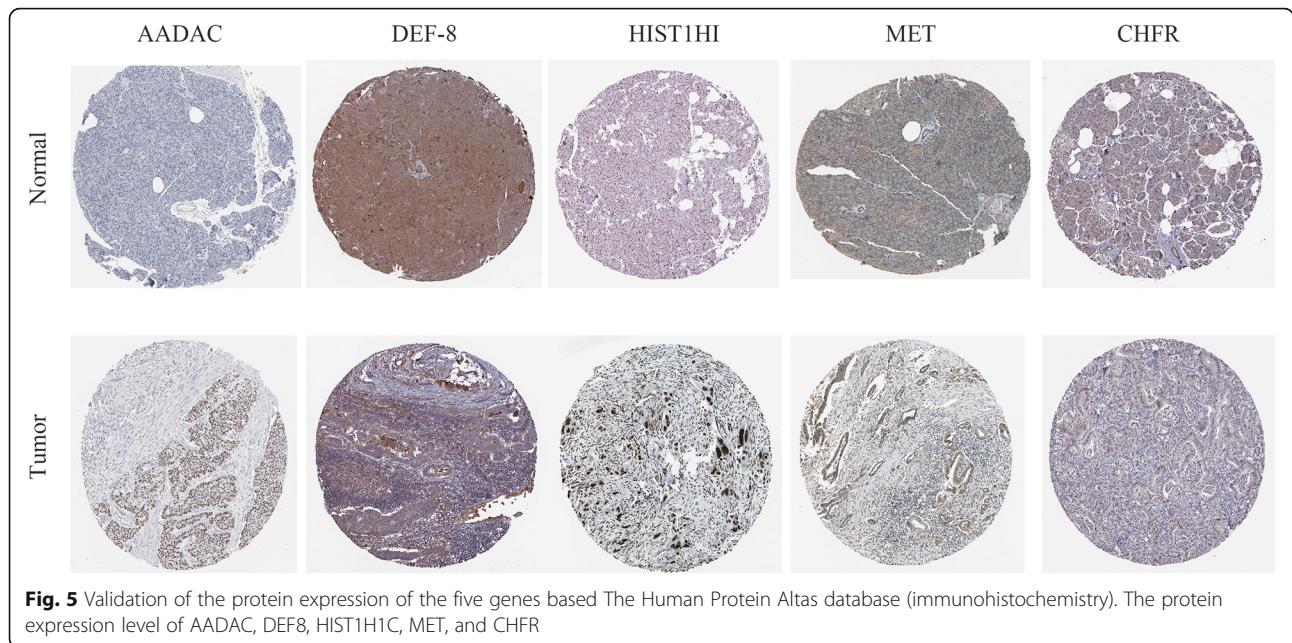 AADAC DEF-8 HIST1HI MET CHFR
Normal
Tumor
Fig. 5 Validation of the protein expression of the five genes based The Human Protein Altas database (immunohistochemistry). The protein
expression level of AADAC, DEF8, HIST1H1C, MET, and CHFR